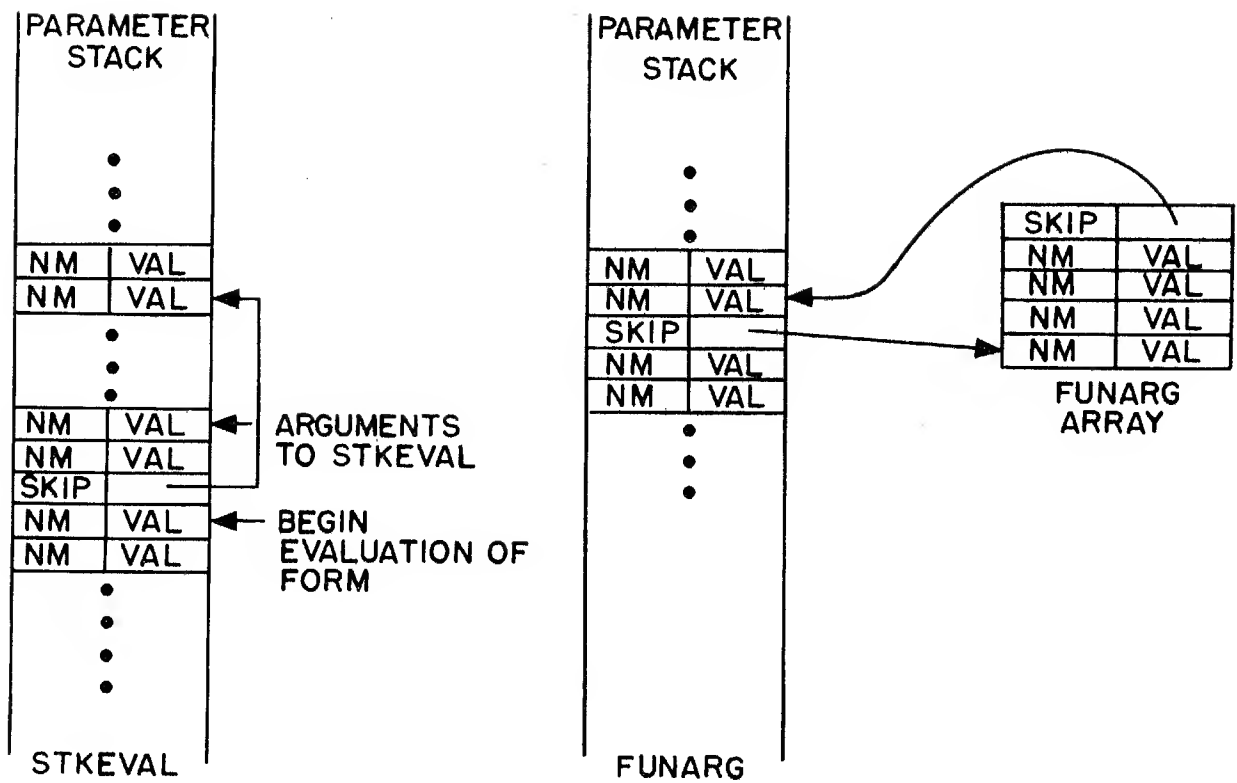 PARAMETER
STACK
NM VAL
NM VAL
NM VAL
NM VAL
SKIP
NM VAL
NM VAL
ARGUMENTS
TO STKEVAL
BEGIN
EVALUATION OF
FORM
STKEVAL
PARAMETER
STACK
NM VAL
NM VAL
SKIP
NM VAL
NM VAL
FUNARG
SKIP
NM VAL
NM VAL
NM VAL
NM VAL
FUNARG
ARRAY